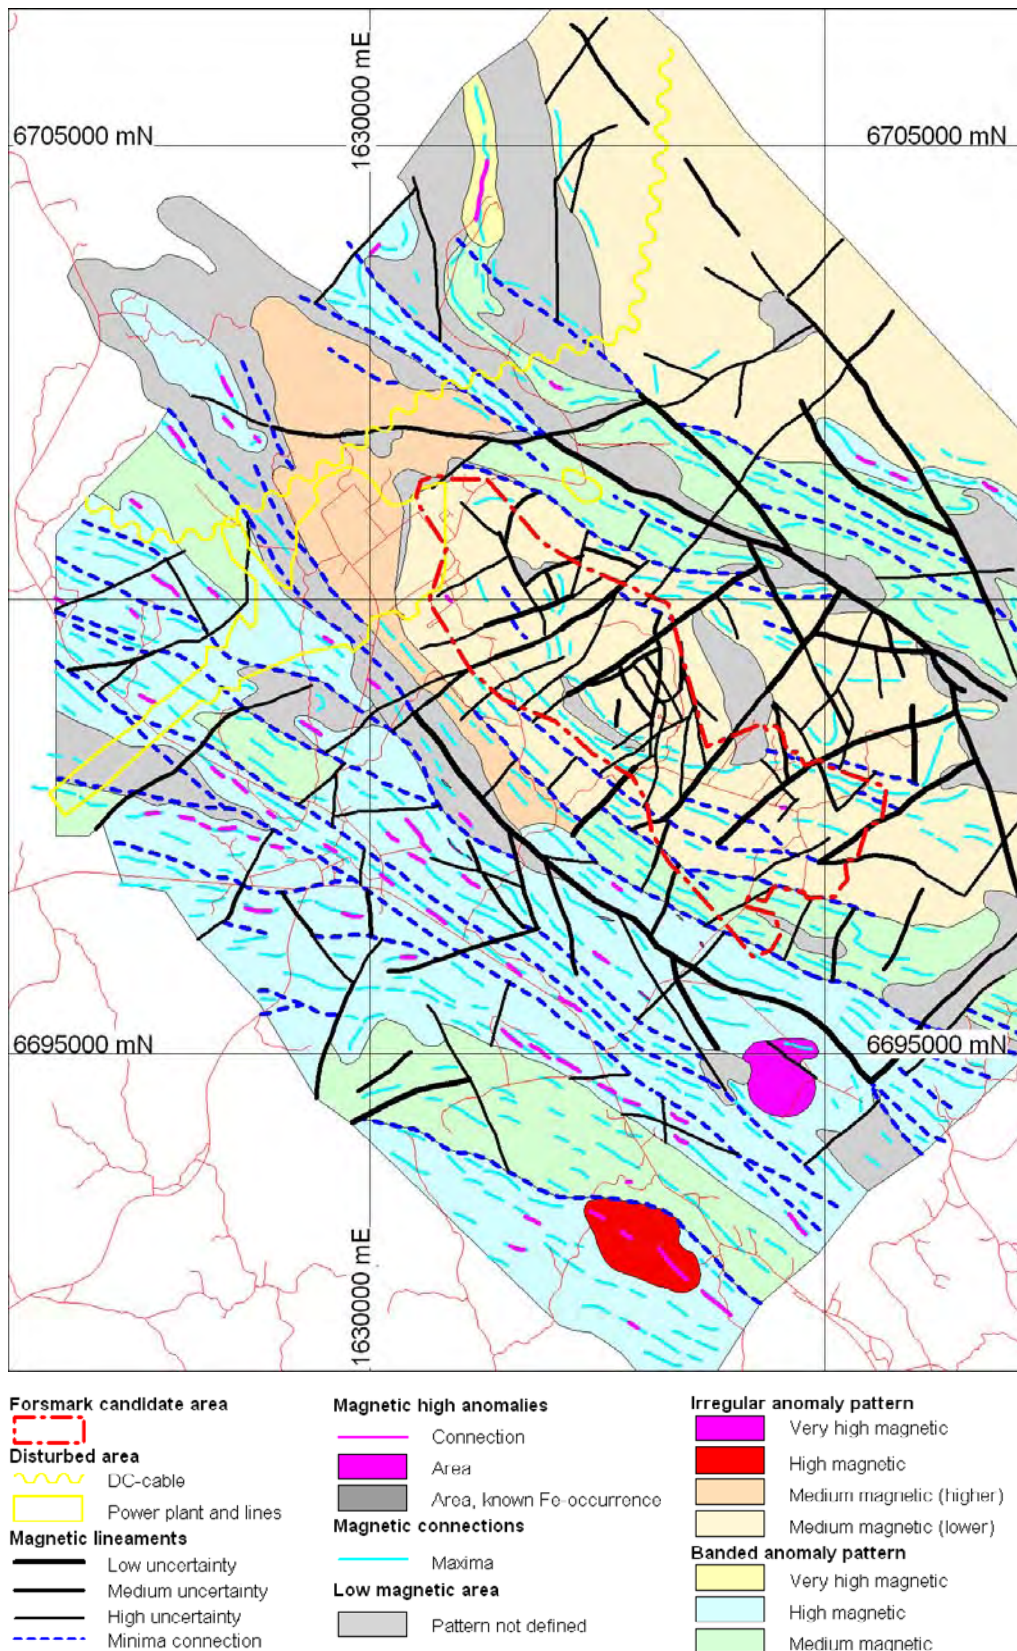 1630000 mE
6705000 mN
6705000 mN
6695000 mN
6695000 mN
1630000 mE
Forsmark candidate area
Disturbed area
DC-cable
Power plant and lines
Magnetic lineaments
Low uncertainty
Medium uncertainty
High uncertainty
Minima connection
Magnetic high anomalies
Connection
Area
Area, known Fe-occurrence
Magnetic connections
Maxima
Low magnetic area
Pattern not defined
Irregular anomaly pattern
Very high magnetic
High magnetic
Medium magnetic (higher)
Medium magnetic (lower)
Banded anomaly pattern
Very high magnetic
High magnetic
Medium magnetic